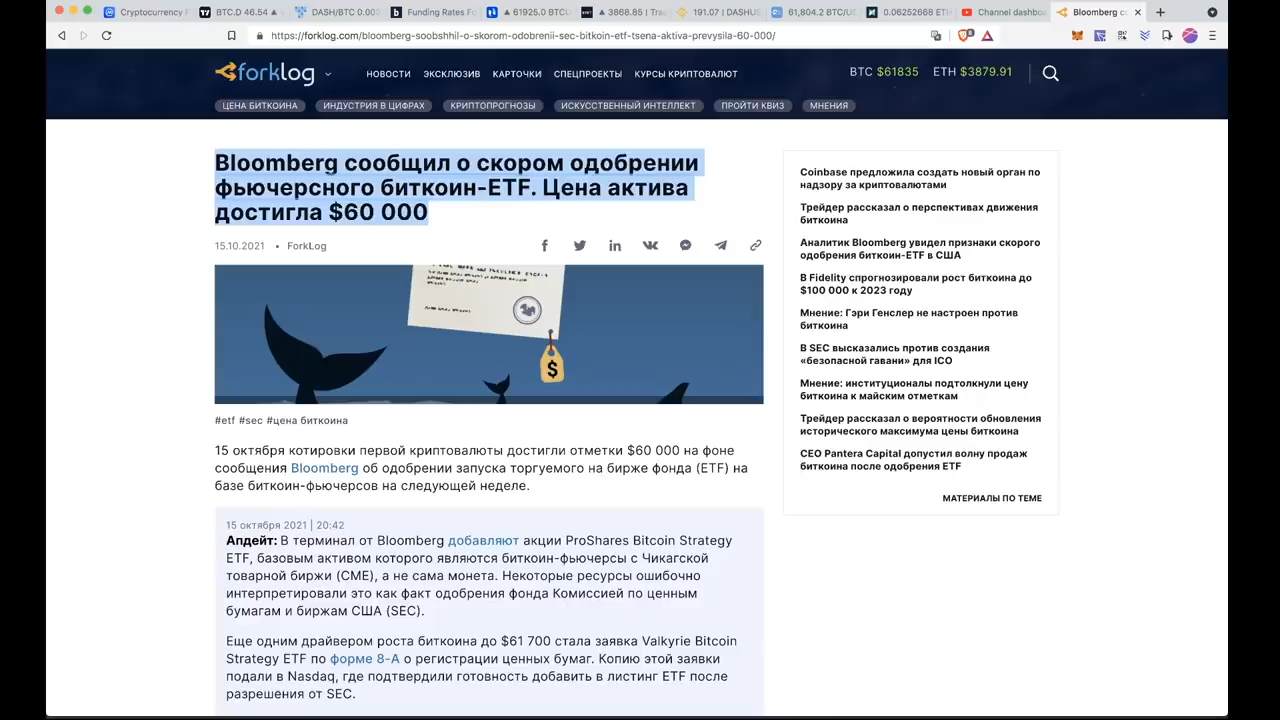 Cryptocurrency
BTC.D 46.54
DASH/BTC 0.003
Funding Rates Fo
▲ 61925.0 BTCU
▲ 3868.85 | Tra
191.07 | DASHUS
61,804.2 BTC/US
0.06252668 ETH
Channel dashboa
Bloomberg со
https://forklog.com/bloomberg-soobshhil-o-skorom-odobrenii-sec-bitkoin-etf-tsena-aktiva-prevysila-60-000/
forklog
НОВОСТИ ЭКСКЛЮЗИВ КАРТОЧКИ СПЕЦПРОЕКТЫ КУРСЫ КРИПТОВАЛЮТ
BTC $61835 ETH $3879.91
ЦЕНА БИТКОИНА ИНДУСТРИЯ В ЦИФРАХ КРИПТОПРОГНОЗЫ ИСКУССТВЕННЫЙ ИНТЕЛЛЕКТ ПРОЙТИ КВИЗ МНЕНИЯ
Bloomberg сообщил о скором одобрении
фьючерсного биткоин-ETF. Цена актива
достигла $60 000
15.10.2021 • ForkLog
$
#etf #sec #цена биткоина
15 октября котировки первой криптовалюты достигли отметки $60 000 на фоне
сообщения Bloomberg об одобрении запуска торгуемого на бирже фонда (ETF) на
базе биткоин-фьючерсов на следующей неделе.
15 октября 2021 | 20:42
Апдейт: В терминал от Bloomberg добавляют акции ProShares Bitcoin Strategy
ETF, базовым активом которого являются биткоин-фьючерсы с Чикагской
товарной биржи (CME), а не сама монета. Некоторые ресурсы ошибочно
интерпретировали это как факт одобрения фонда Комиссией по ценным
бумагам и биржам США (SEC).
Еще одним драйвером роста биткоина до $61 700 стала заявка Valkyrie Bitcoin
Strategy ETF по форме 8-A о регистрации ценных бумаг. Копию этой заявки
подали в Nasdaq, где подтвердили готовность добавить в листинг ETF после
разрешения от SEC.
Coinbase предложила создать новый орган по
надзору за криптовалютами
Трейдер рассказал о перспективах движения
биткоина
Аналитик Bloomberg увидел признаки скорого
одобрения биткоин-ETF в США
В Fidelity спрогнозировали рост биткоина до
$100 000 к 2023 году
Мнение: Гэри Генслер не настроен против
биткоина
В SEC высказались против создания
«безопасной гавани» для ICO
Мнение: институционалы подтолкнули цену
биткоина к майским отметкам
Трейдер рассказал о вероятности обновления
исторического максимума цены биткоина
CEO Pantera Capital допустил волну продаж
биткоина после одобрения ETF
МАТЕРИАЛЫ ПО ТЕМЕ